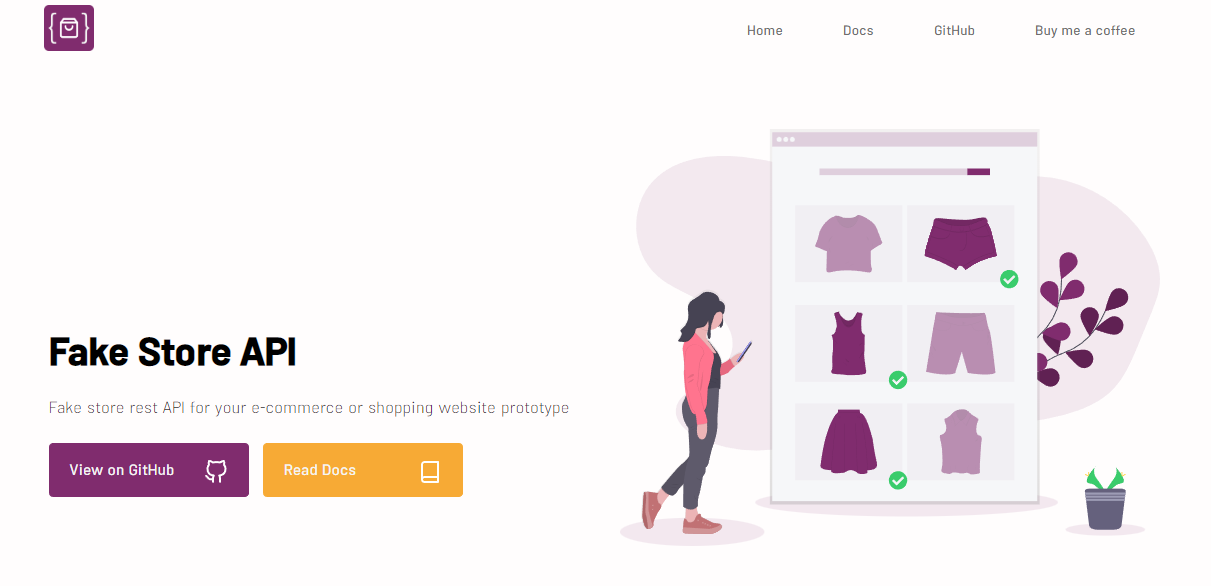 Home
Docs
GitHub
Buy me a coffee
Fake Store API
Fake store rest API for your e-commerce or shopping website prototype
View on GitHub
Read Docs